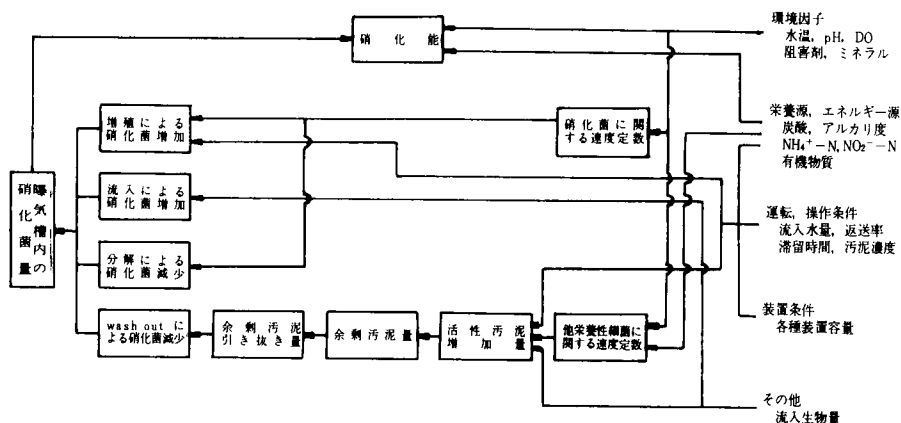 硝化能
環境因子
水温, pH, DO
阻害剤, ミネラル
増殖による
硝化菌増加
硝化菌に関
する速度定数
栄養源, エネルギー源
炭酸, アルカリ度
NH₄⁺-N, NO₂⁻-N
有機物質
曝気槽内の
硝化菌量
流入による
硝化菌増加
運転, 操作条件
流入水量, 返送率
滞留時間, 汚泥濃度
分解による
硝化菌減少
wash out に
よる硝化菌減少
余剰汚泥
引き抜き量
余剰汚泥量
活性汚泥
増加量
他栄養性細菌に
関する速度定数
装置条件
各種装置容量
その他
流入生物量